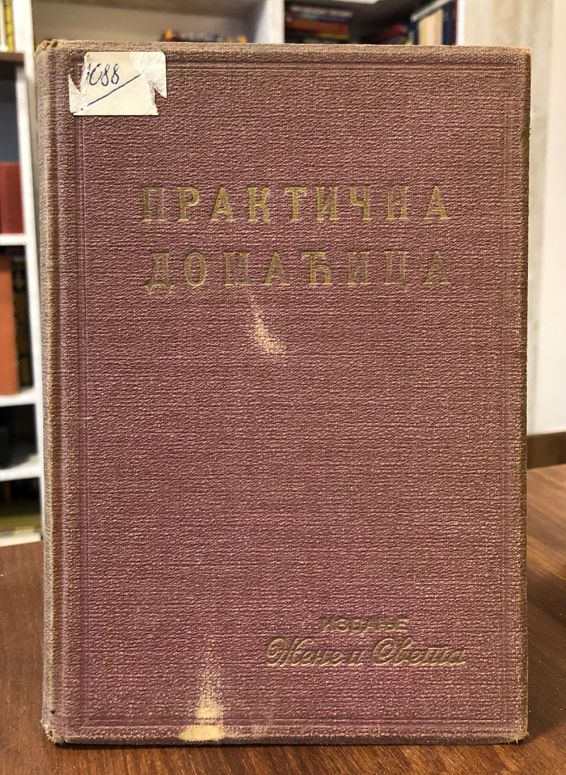 1088
ПРАКТИЧНА
ДОМАЋИЦА
ИЗДАЊЕ
Жене и Света